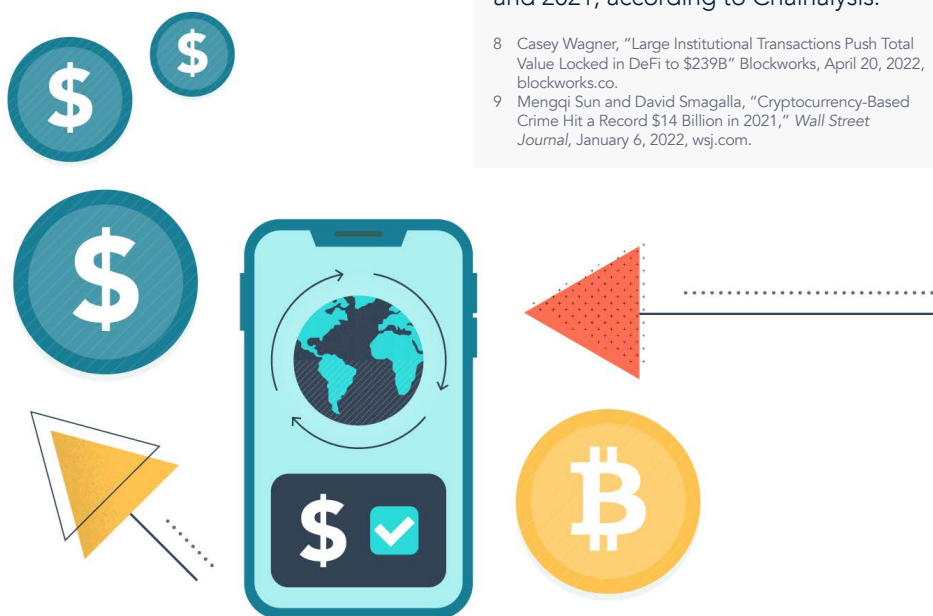 and 2021, according to Chainalysis.
8 Casey Wagner, “Large Institutional Transactions Push Total
Value Locked in DeFi to $239B” Blockworks, April 20, 2022,
blockworks.co.
9 Mengqi Sun and David Smagalla, “Cryptocurrency-Based
Crime Hit a Record $14 Billion in 2021,” Wall Street
Journal, January 6, 2022, wsj.com.
$
$
$
$
₿